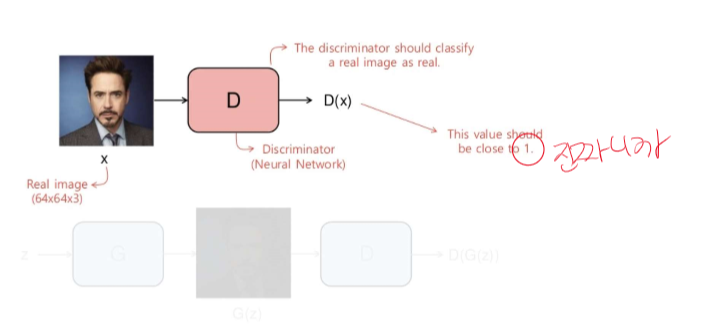 The discriminator should classify
a real image as real.
D
D(x)
This value should
be close to 1.
진짜니까
Discriminator
(Neural Network)
x
Real image
(64x64x3)
z
G
D
D(G(z))
G(z)